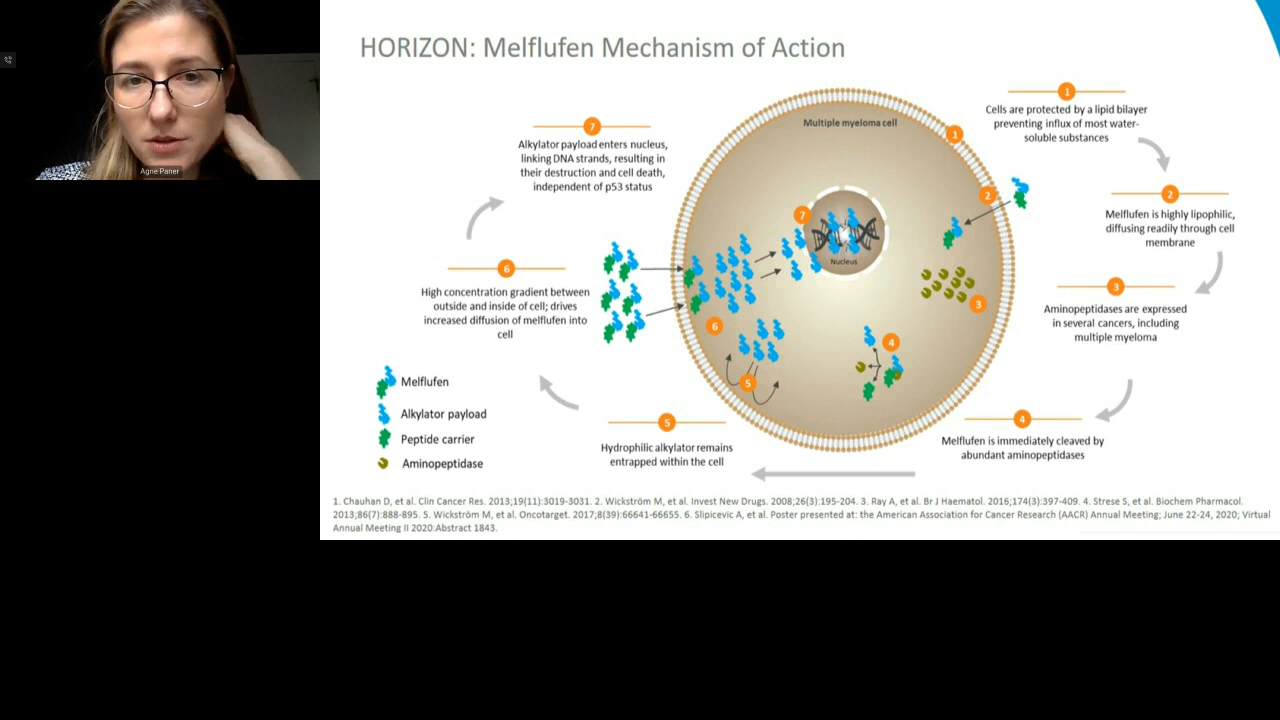 Agne Paner
HORIZON: Melflufen Mechanism of Action
1
Cells are protected by a lipid bilayer
preventing influx of most water-
soluble substances
2
Melflufen is highly lipophilic,
diffusing readily through cell
membrane
3
Aminopeptidases are expressed
in several cancers, including
multiple myeloma
4
Melflufen is immediately cleaved by
abundant aminopeptidases
5
Hydrophilic alkylator remains
entrapped within the cell
6
High concentration gradient between
outside and inside of cell; drives
increased diffusion of melflufen into
cell
7
Alkylator payload enters nucleus,
linking DNA strands, resulting in
their destruction and cell death,
independent of p53 status
Multiple myeloma cell
1
2
7
Nucleus
3
6
4
5
Melflufen
Alkylator payload
Peptide carrier
Aminopeptidase
1. Chauhan D, et al. Clin Cancer Res. 2013;19(11):3019-3031. 2. Wickström M, et al. Invest New Drugs. 2008;26(3):195-204. 3. Ray A, et al. Br J Haematol. 2016;174(3):397-409. 4. Strese S, et al. Biochem Pharmacol.
2013;86(7):888-895. 5. Wickström M, et al. Oncotarget. 2017;8(39):66641-66655. 6. Slipicevic A, et al. Poster presented at: the American Association for Cancer Research (AACR) Annual Meeting; June 22-24, 2020; Virtual
Annual Meeting II 2020:Abstract 1843.